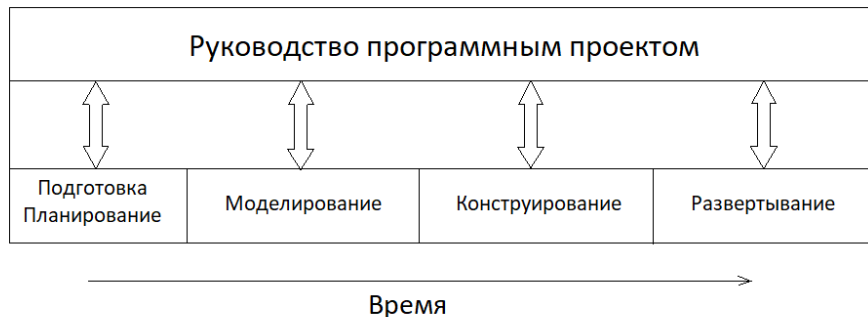 Руководство программным проектом
Подготовка
Планирование
Моделирование
Конструирование
Развертывание
Время